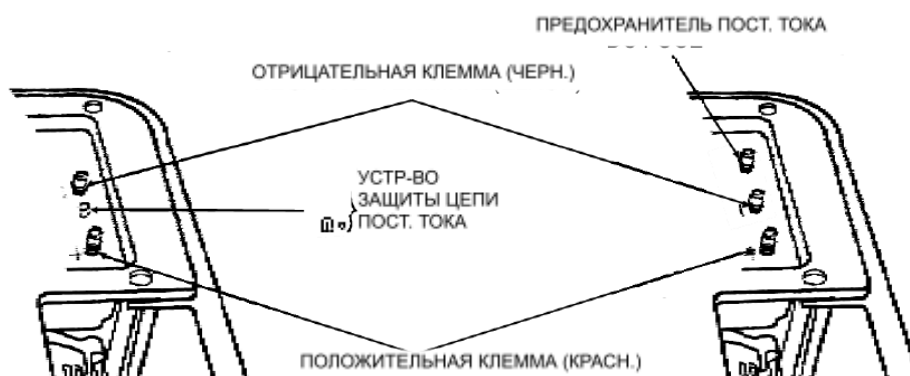 ПРЕДОХРАНИТЕЛЬ ПОСТ. ТОКА
ОТРИЦАТЕЛЬНАЯ КЛЕММА (ЧЕРН.)
УСТР-ВО
ЗАЩИТЫ ЦЕПИ
ПОСТ. ТОКА
ПОЛОЖИТЕЛЬНАЯ КЛЕММА (КРАСН.)